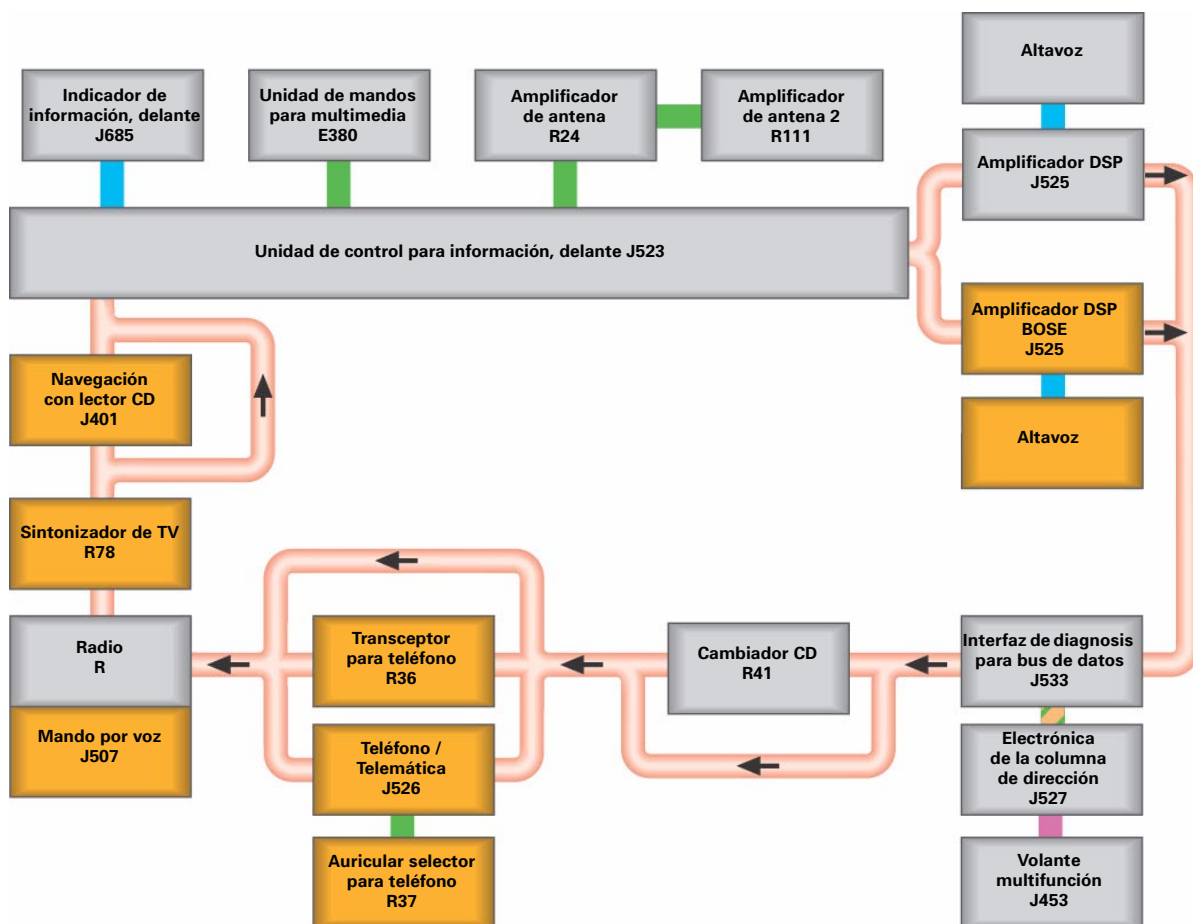 Altavoz
Indicador de
información, delante
J685
Unidad de mandos
para multimedia
E380
Amplificador
de antena
R24
Amplificador
de antena 2
R111
Amplificador DSP
J525
Unidad de control para información, delante J523
Amplificador DSP
BOSE
J525
Altavoz
Navegación
con lector CD
J401
Sintonizador de TV
R78
Radio
R
Mando por voz
J507
Transceptor
para teléfono
R36
Teléfono /
Telemática
J526
Auricular selector
para teléfono
R37
Cambiador CD
R41
Interfaz de diagnosis
para bus de datos
J533
Electrónica
de la columna
de dirección
J527
Volante
multifunción
J453